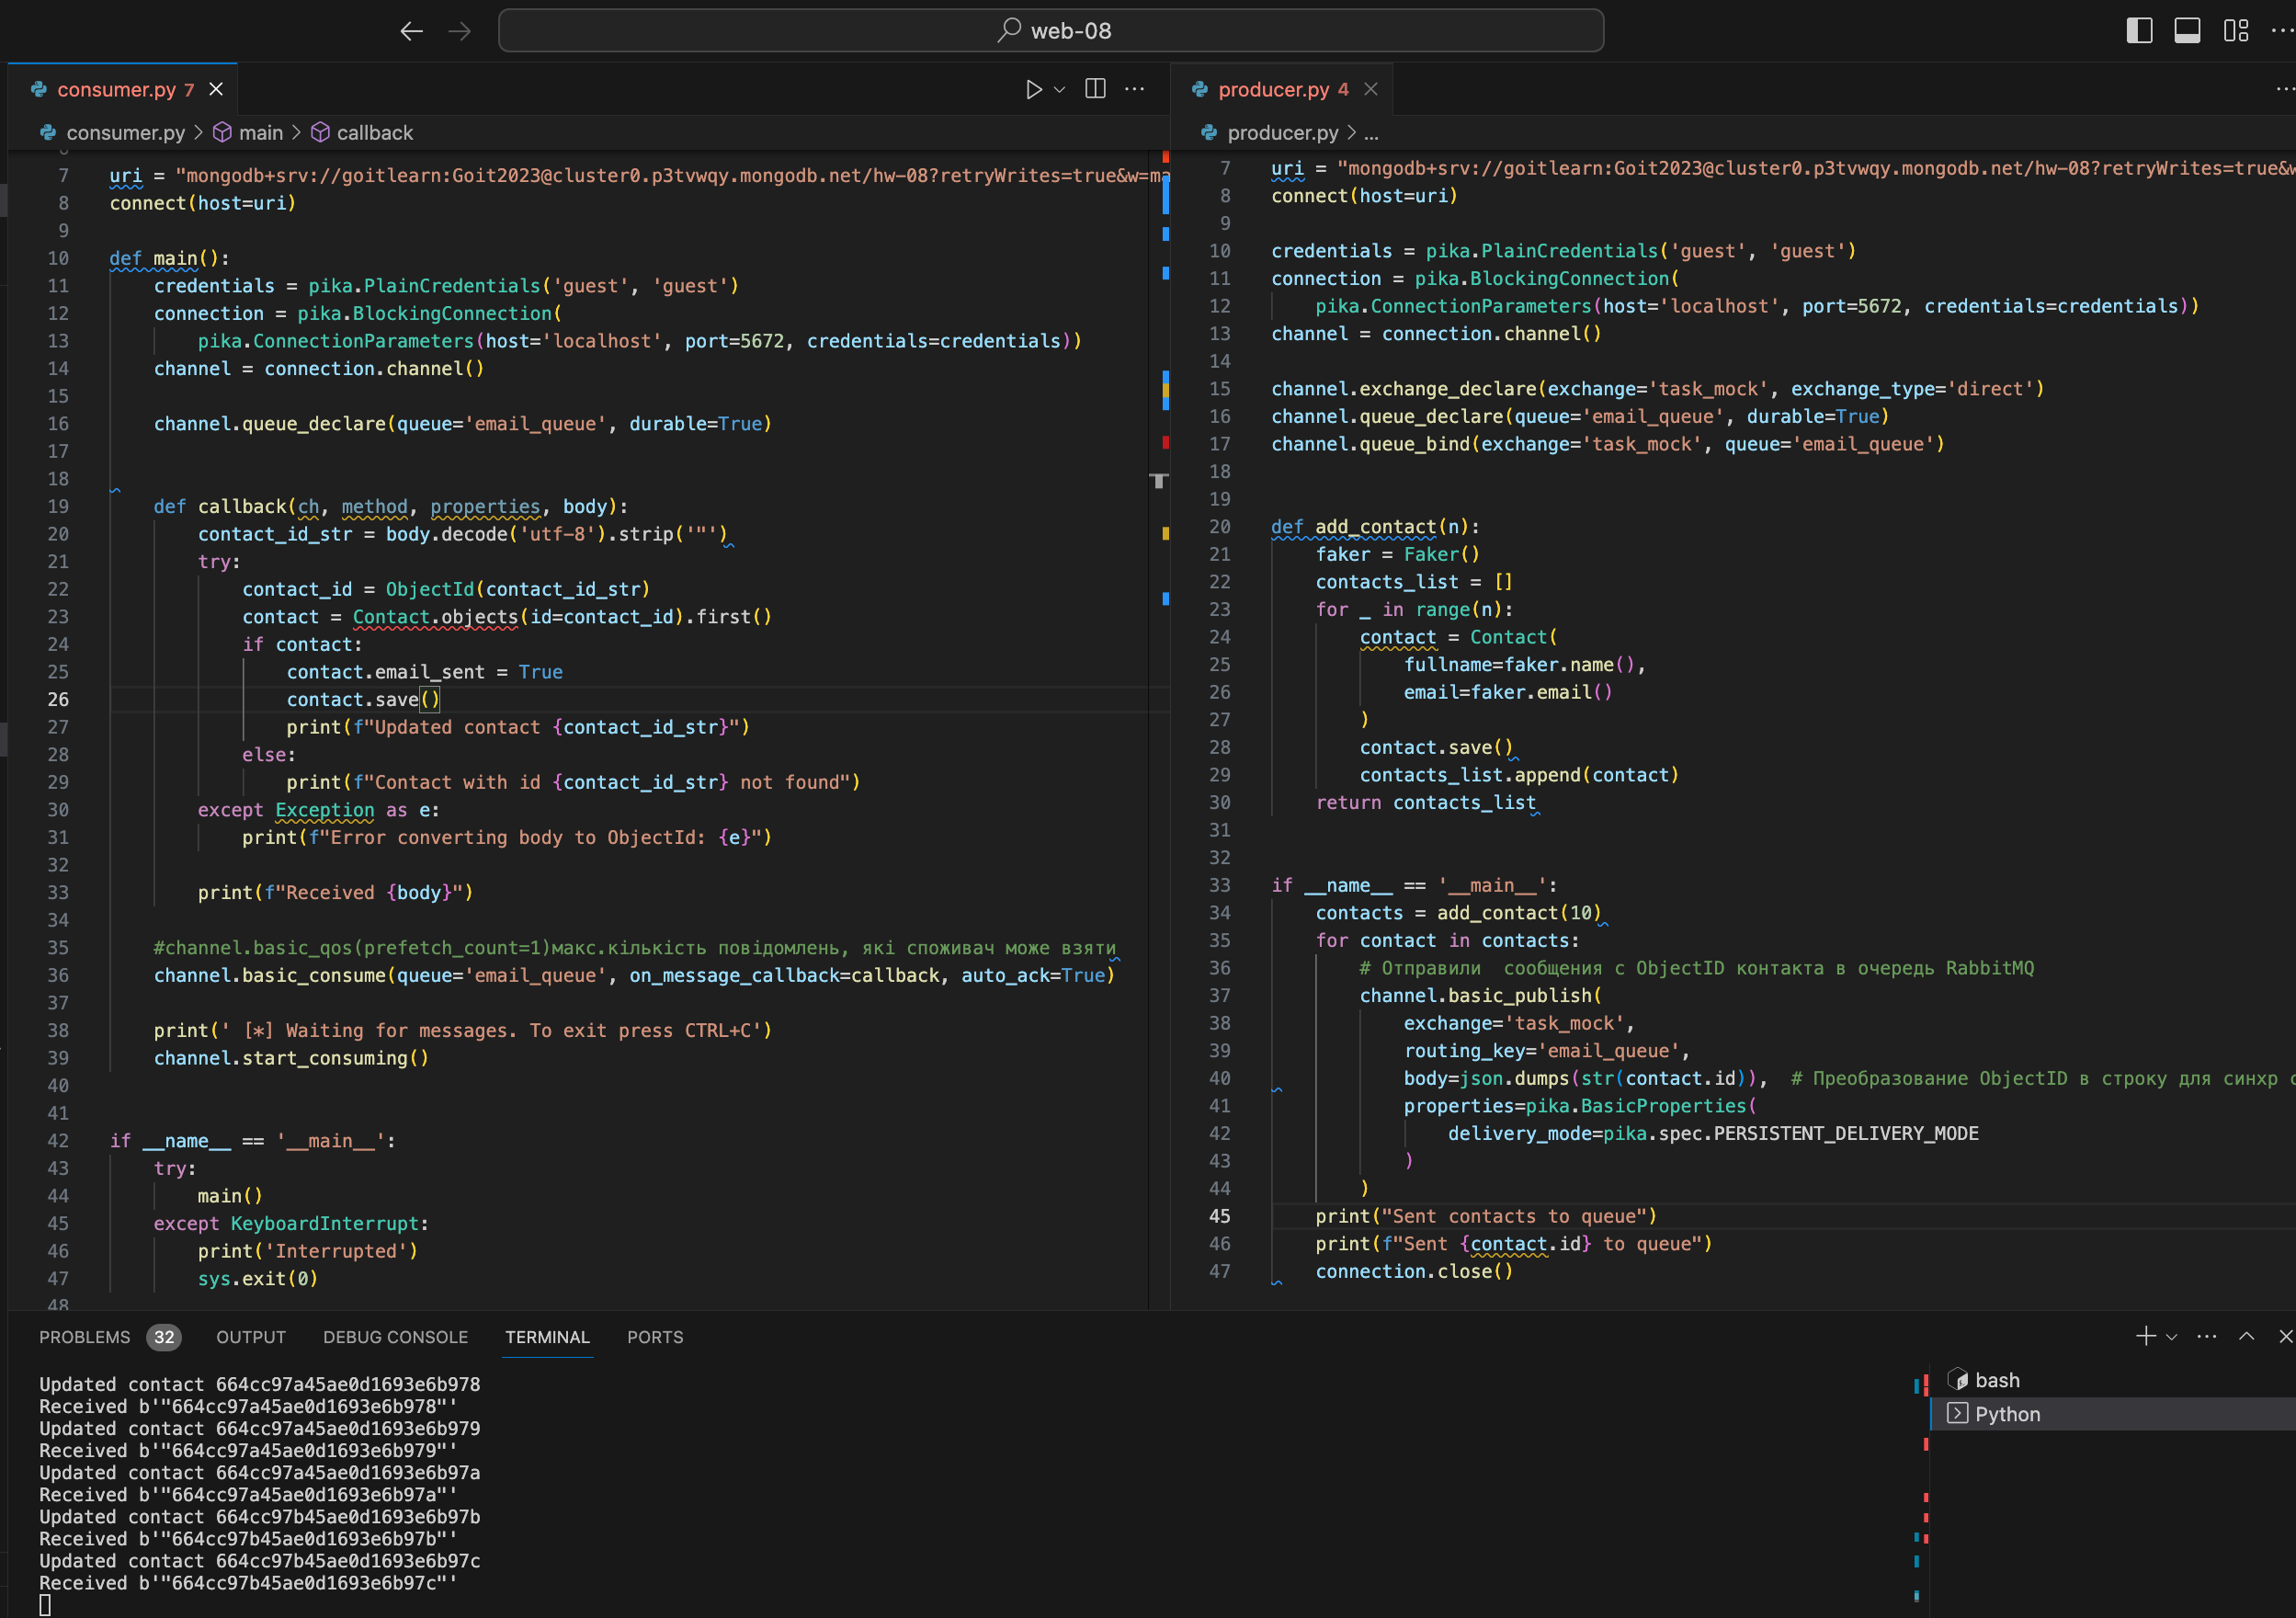 web-08
consumer.py 7
consumer.py > main > callback
7 uri = "mongodb+srv://goitlearn:Goit2023@cluster0.p3tvwqy.mongodb.net/hw-08?retryWrites=true&w=ma
8 connect(host=uri)
9
10 def main():
11 credentials = pika.PlainCredentials('guest', 'guest')
12 connection = pika.BlockingConnection(
13 pika.ConnectionParameters(host='localhost', port=5672, credentials=credentials))
14 channel = connection.channel()
15
16 channel.queue_declare(queue='email_queue', durable=True)
17
18
19 def callback(ch, method, properties, body):
20 contact_id_str = body.decode('utf-8').strip('"')
21 try:
22 contact_id = ObjectId(contact_id_str)
23 contact = Contact.objects(id=contact_id).first()
24 if contact:
25 contact.email_sent = True
26 contact.save()
27 print(f"Updated contact {contact_id_str}")
28 else:
29 print(f"Contact with id {contact_id_str} not found")
30 except Exception as e:
31 print(f"Error converting body to ObjectId: {e}")
32
33 print(f"Received {body}")
34
35 #channel.basic_qos(prefetch_count=1)макс.кількість повідомлень, які споживач може взяти
36 channel.basic_consume(queue='email_queue', on_message_callback=callback, auto_ack=True)
37
38 print(' [*] Waiting for messages. To exit press CTRL+C')
39 channel.start_consuming()
40
41
42 if __name__ == '__main__':
43 try:
44 main()
45 except KeyboardInterrupt:
46 print('Interrupted')
47 sys.exit(0)
48
producer.py 4
producer.py > ...
7 uri = "mongodb+srv://goitlearn:Goit2023@cluster0.p3tvwqy.mongodb.net/hw-08?retryWrites=true&w
8 connect(host=uri)
9
10 credentials = pika.PlainCredentials('guest', 'guest')
11 connection = pika.BlockingConnection(
12 pika.ConnectionParameters(host='localhost', port=5672, credentials=credentials))
13 channel = connection.channel()
14
15 channel.exchange_declare(exchange='task_mock', exchange_type='direct')
16 channel.queue_declare(queue='email_queue', durable=True)
17 channel.queue_bind(exchange='task_mock', queue='email_queue')
18
19
20 def add_contact(n):
21 faker = Faker()
22 contacts_list = []
23 for _ in range(n):
24 contact = Contact(
25 fullname=faker.name(),
26 email=faker.email()
27 )
28 contact.save()
29 contacts_list.append(contact)
30 return contacts_list
31
32
33 if __name__ == '__main__':
34 contacts = add_contact(10)
35 for contact in contacts:
36 # Отправили  сообщения с ObjectID контакта в очередь RabbitMQ
37 channel.basic_publish(
38 exchange='task_mock',
39 routing_key='email_queue',
40 body=json.dumps(str(contact.id)),  # Преобразование ObjectID в строку для синхр с
41 properties=pika.BasicProperties(
42 delivery_mode=pika.spec.PERSISTENT_DELIVERY_MODE
43 )
44 )
45 print("Sent contacts to queue")
46 print(f"Sent {contact.id} to queue")
47 connection.close()
PROBLEMS 32 OUTPUT DEBUG CONSOLE TERMINAL PORTS
Updated contact 664cc97a45ae0d1693e6b978
Received b'"664cc97a45ae0d1693e6b978"'
Updated contact 664cc97a45ae0d1693e6b979
Received b'"664cc97a45ae0d1693e6b979"'
Updated contact 664cc97a45ae0d1693e6b97a
Received b'"664cc97a45ae0d1693e6b97a"'
Updated contact 664cc97b45ae0d1693e6b97b
Received b'"664cc97b45ae0d1693e6b97b"'
Updated contact 664cc97b45ae0d1693e6b97c
Received b'"664cc97b45ae0d1693e6b97c"'
bash
Python